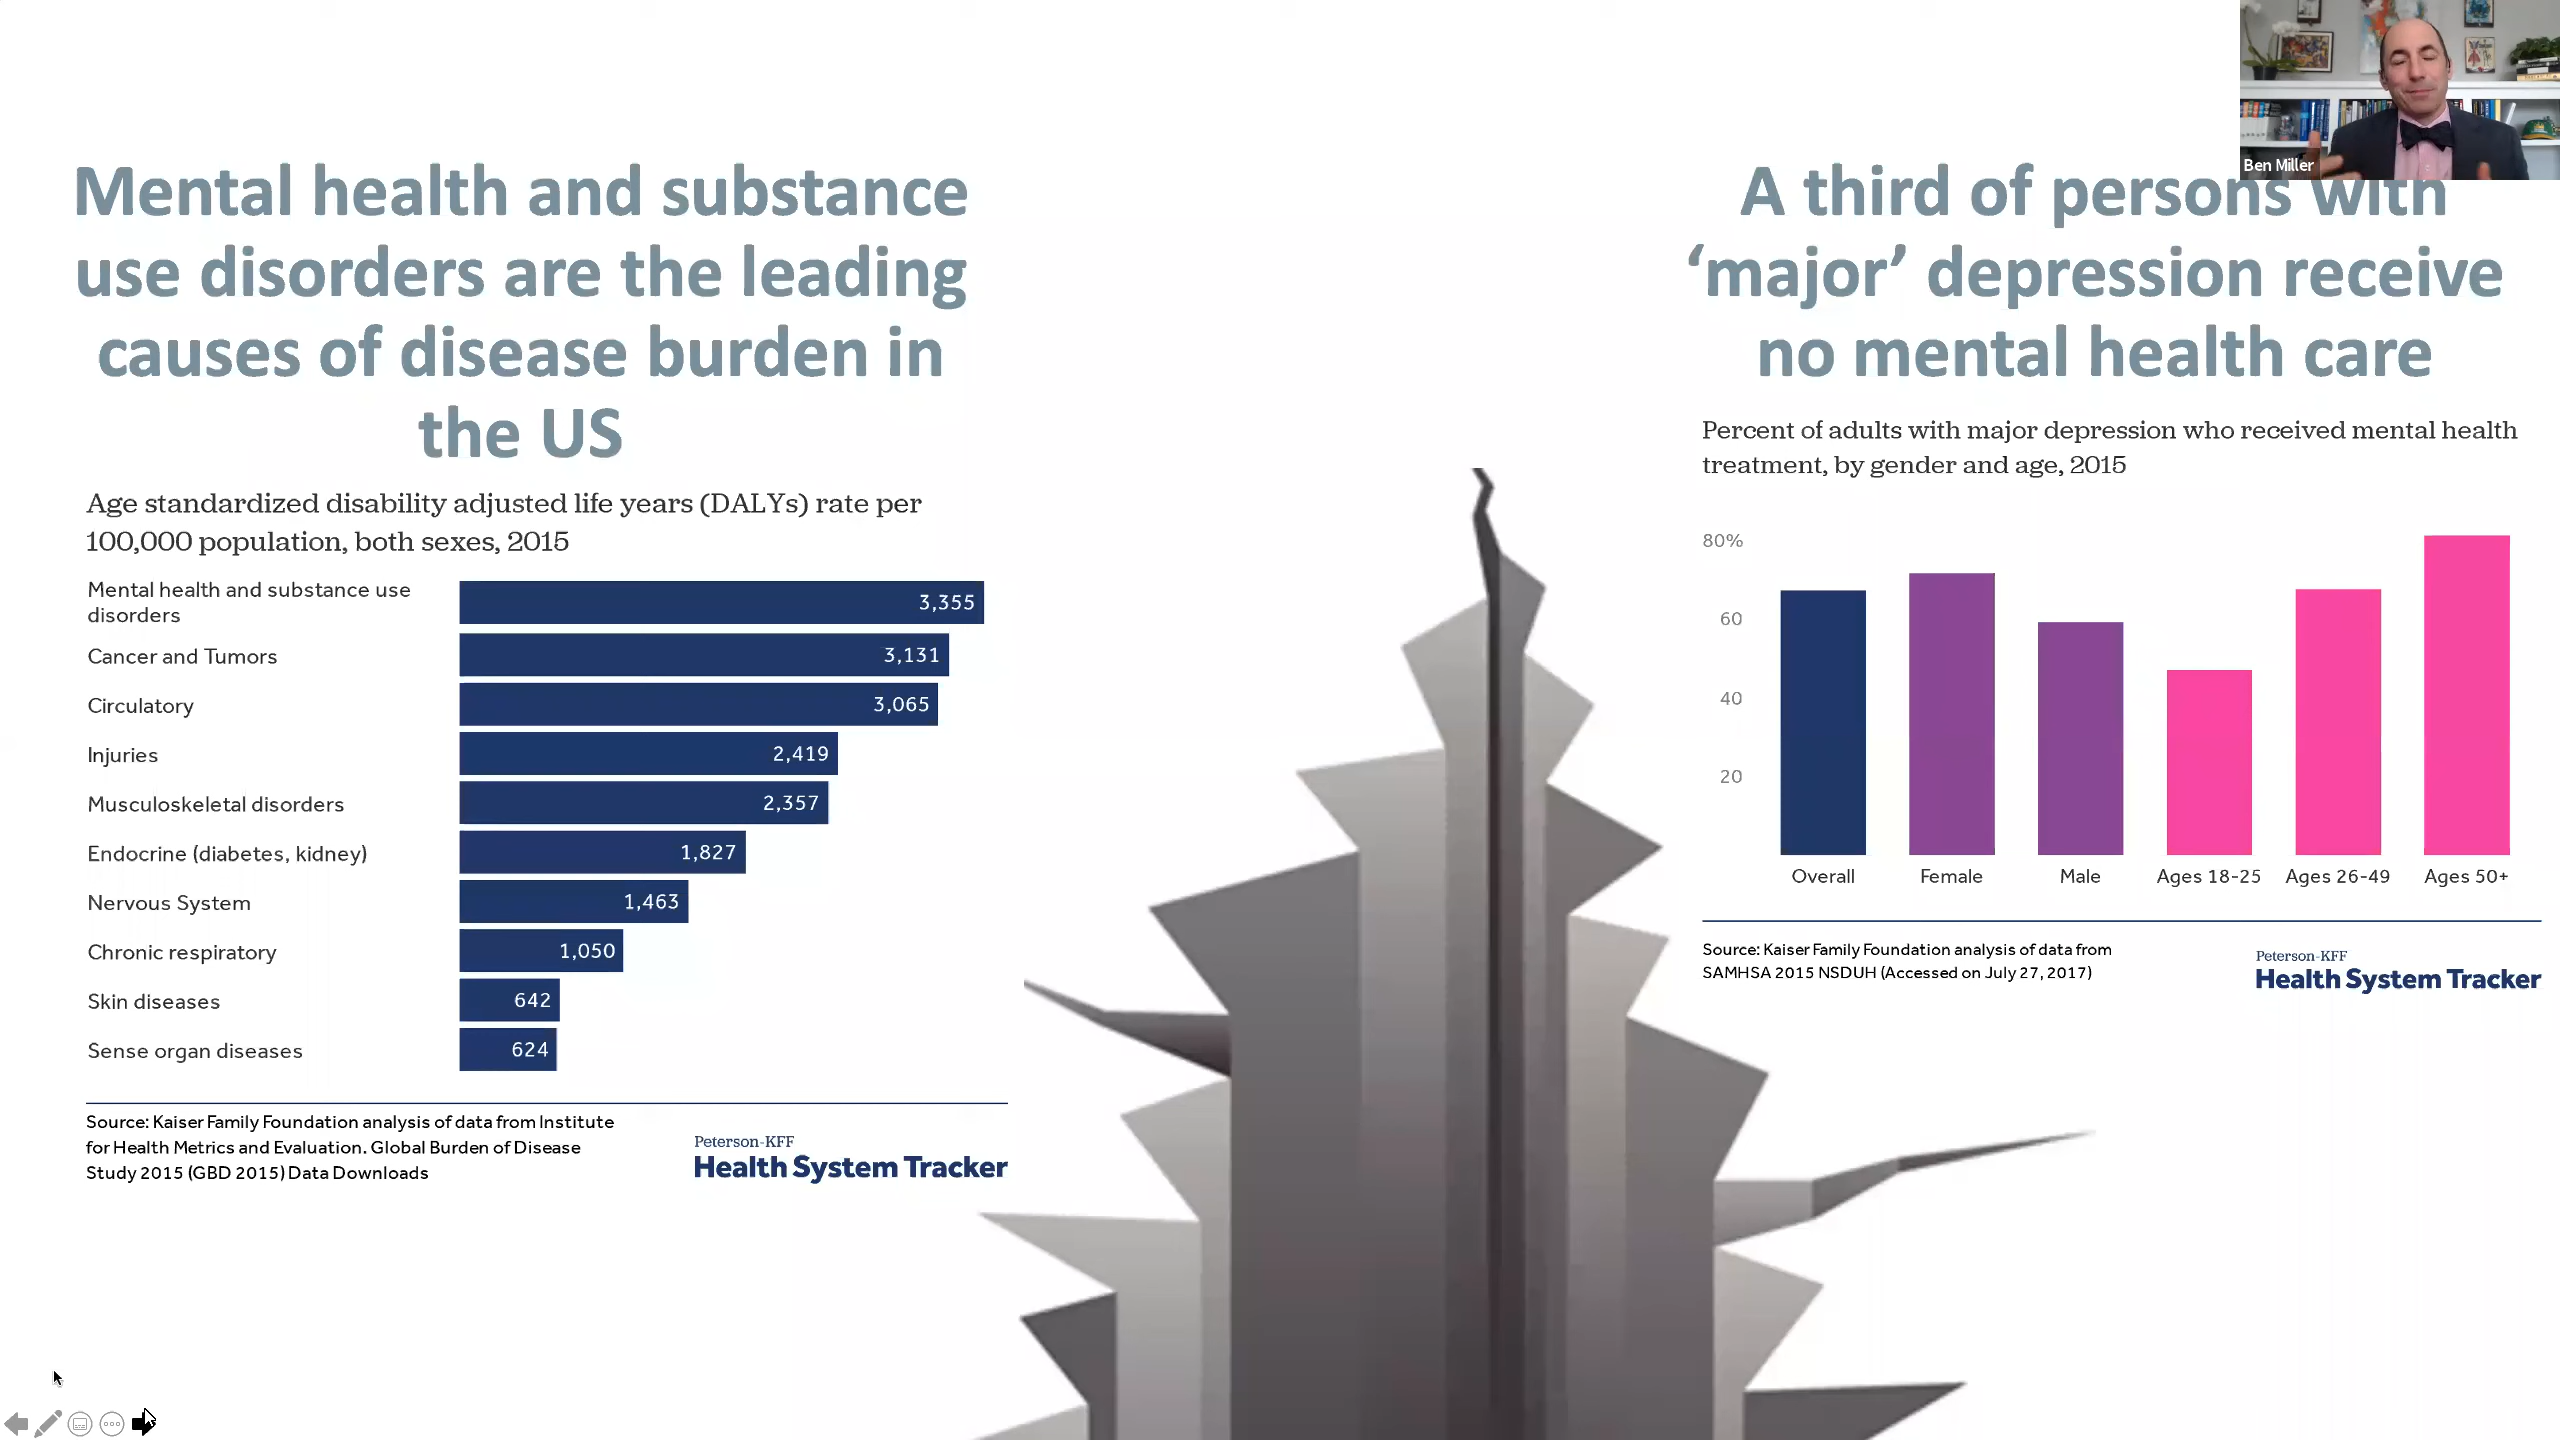 Mental health and substance
use disorders are the leading
causes of disease burden in
the US
Age standardized disability adjusted life years (DALYs) rate per
100,000 population, both sexes, 2015
Mental health and substance use
disorders
3,355
Cancer and Tumors
3,131
Circulatory
3,065
Injuries
2,419
Musculoskeletal disorders
2,357
Endocrine (diabetes, kidney)
1,827
Nervous System
1,463
Chronic respiratory
1,050
Skin diseases
642
Sense organ diseases
624
Source: Kaiser Family Foundation analysis of data from Institute
for Health Metrics and Evaluation. Global Burden of Disease
Study 2015 (GBD 2015) Data Downloads
Peterson-KFF
Health System Tracker
Ben Miller
A third of persons with
‘major’ depression receive
no mental health care
Percent of adults with major depression who received mental health
treatment, by gender and age, 2015
80%
60
40
20
Overall Female Male Ages 18-25 Ages 26-49 Ages 50+
Source: Kaiser Family Foundation analysis of data from
SAMHSA 2015 NSDUH (Accessed on July 27, 2017)
Peterson-KFF
Health System Tracker